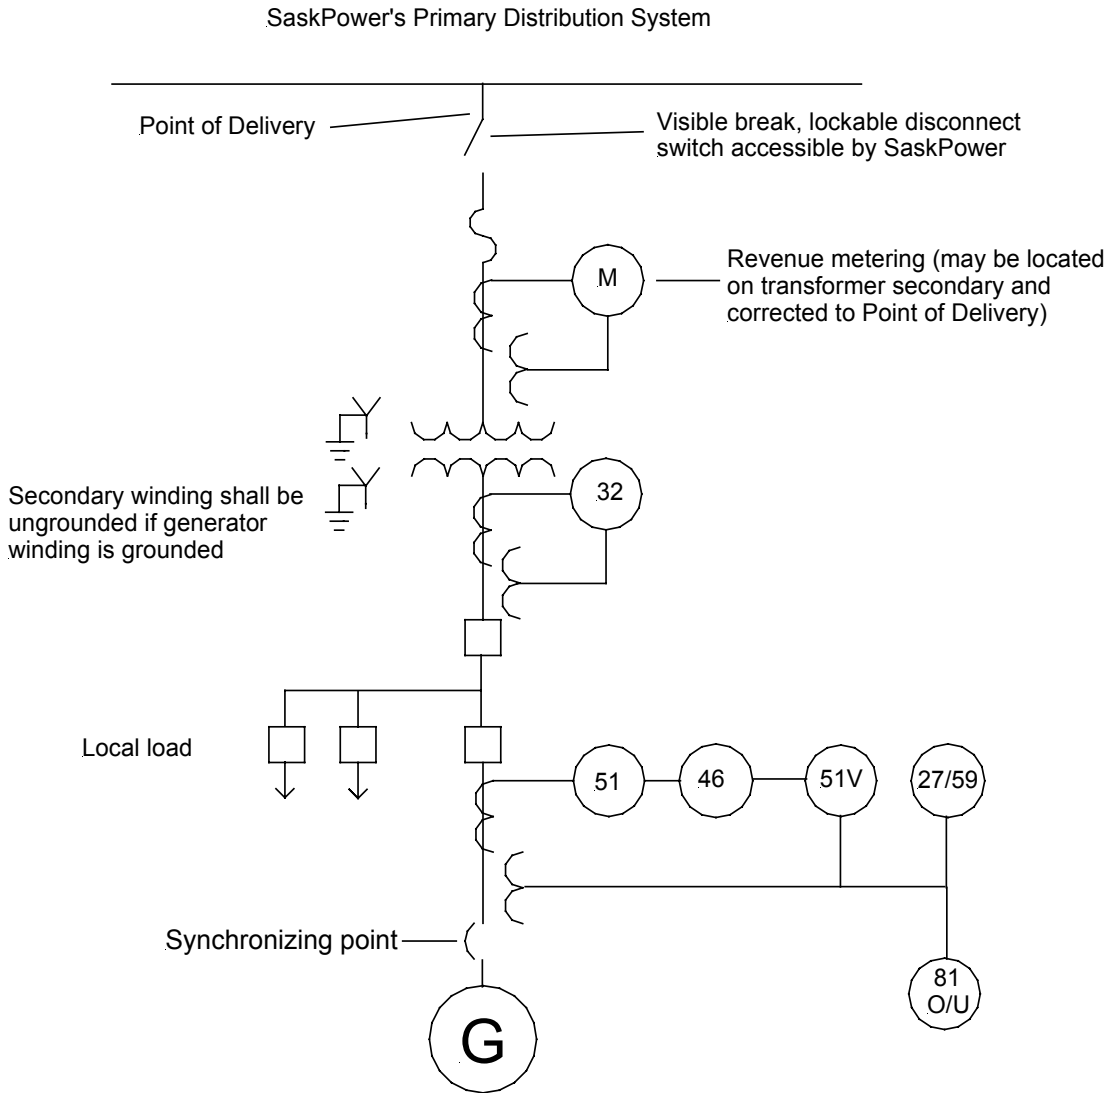 SaskPower's Primary Distribution System
Point of Delivery
Visible break, lockable disconnect
switch accessible by SaskPower
M
Revenue metering (may be located
on transformer secondary and
corrected to Point of Delivery)
32
Secondary winding shall be
ungrounded if generator
winding is grounded
Local load
51
46
51V
27/59
Synchronizing point
81
O/U
G